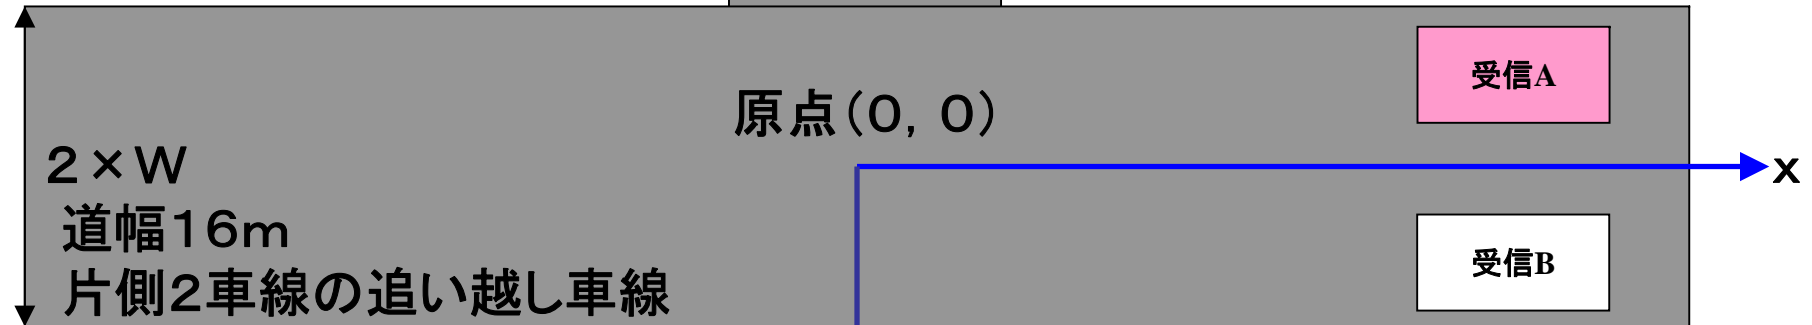 受信A
原点(0, 0)
2×W
x
道幅16m
受信B
片側2車線の追い越し車線